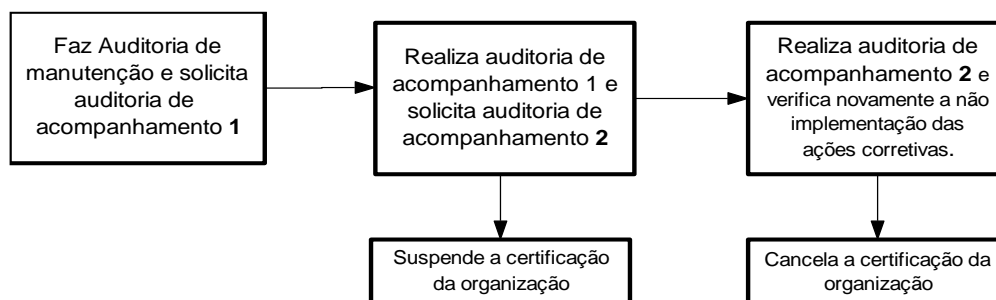 Faz Auditoria de
manutenção e solicita
auditoria de
acompanhamento 1
Realiza auditoria de
acompanhamento 1 e
solicita auditoria de
acompanhamento 2
Realiza auditoria de
acompanhamento 2 e
verifica novamente a não
implementação das
ações corretivas.
Suspende a certificação
da organização
Cancela a certificação da
organização